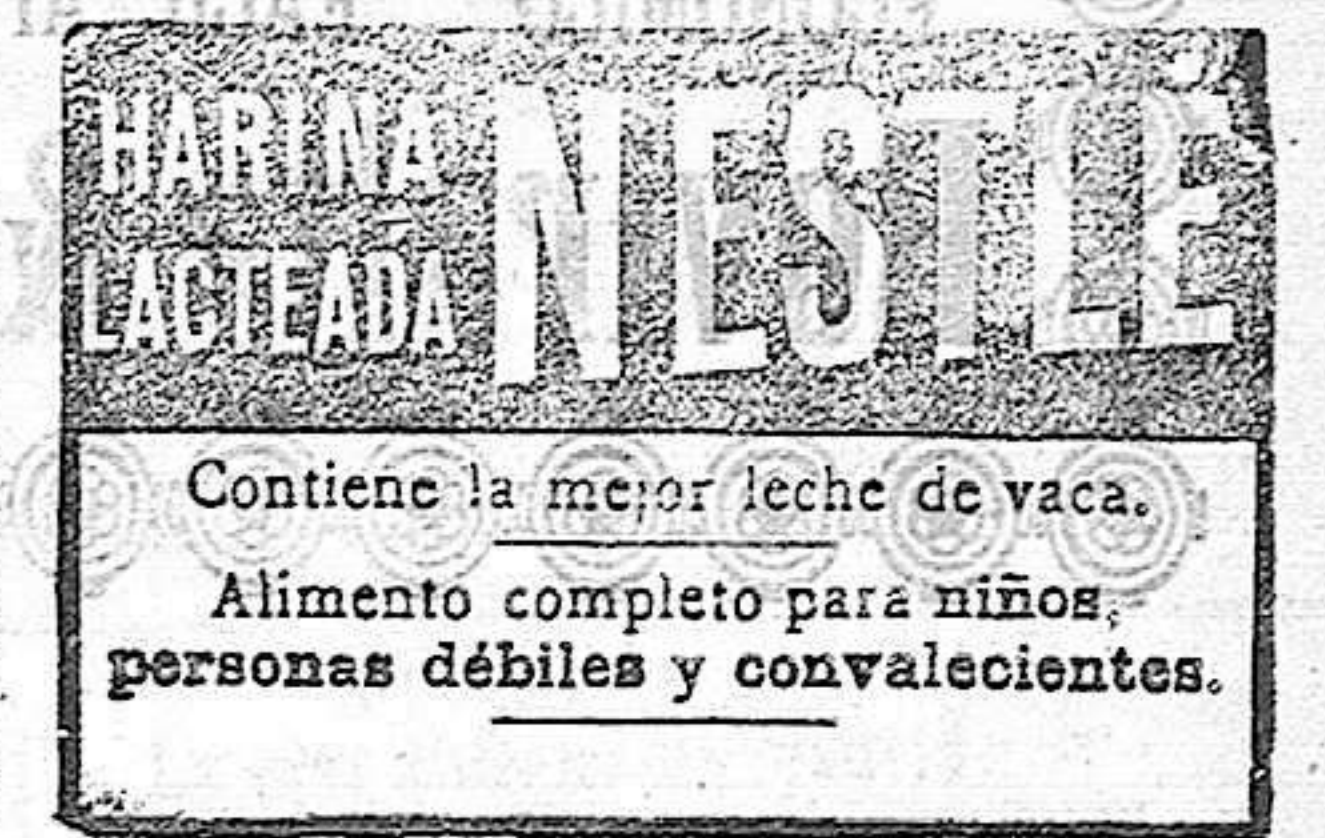 HARINA
LACTEADA
NESTLÉ
Contiene la mejor leche de vaca.
Alimento completo para niños,
personas débiles y convalecientes.